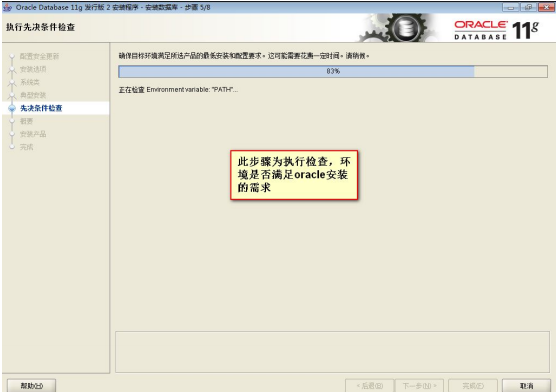 Oracle Database 11g 发行版 2 安装程序 - 安装数据库 - 步骤 5/8
执行先决条件检查
ORACLE
DATABASE
11g
配置安全更新
安装选项
系统类
典型安装
先决条件检查
概要
安装产品
完成
确保目标环境满足所选产品的最低安装和配置要求。这可能需要花费一定时间。请稍候。
83%
正在检查 Environment variable: "PATH"...
此步骤为执行检查，环
境是否满足oracle安装
的需求
帮助(H)
< 后退(B)
下一步(N) >
完成(F)
取消